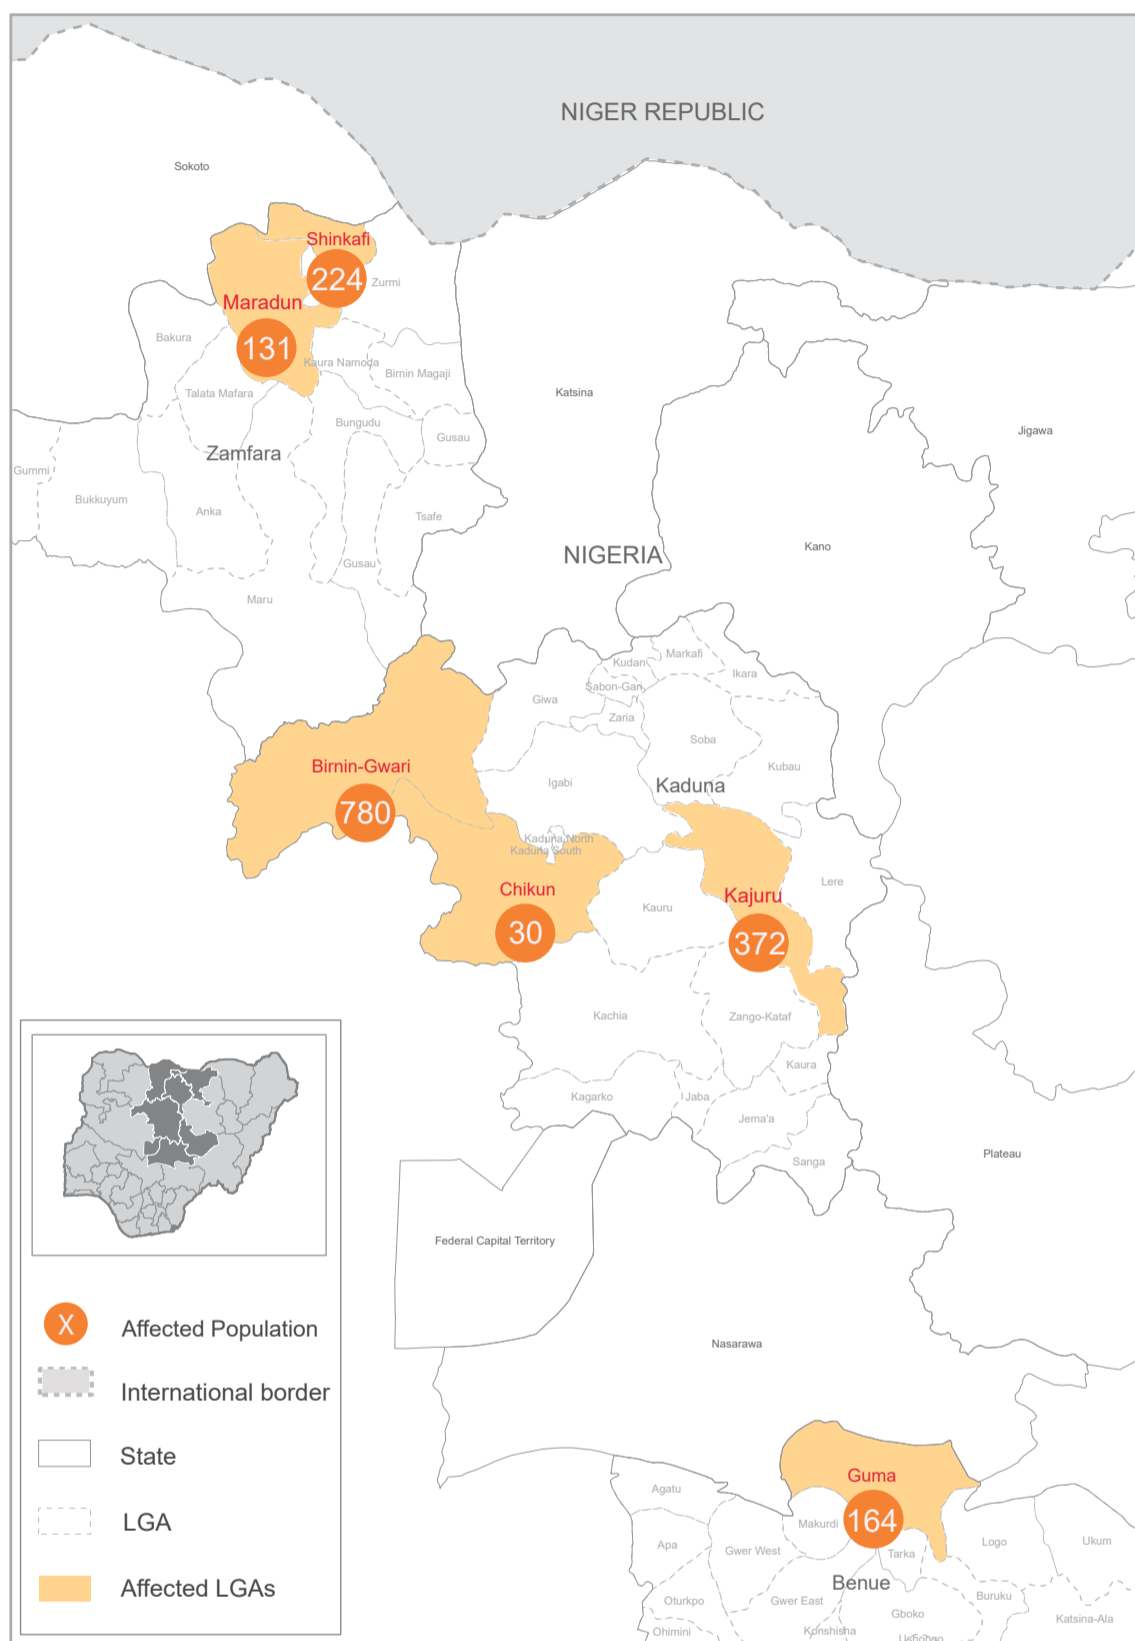 NIGER REPUBLIC
Sokoto
Shinkafi
224
Zurmi
Maradun
131
Bakura
Kaura Namoda
Birnin Magaji
Talata Mafara
Katsina
Bungudu
Gusau
Jigawa
Zamfara
Gummi
Bukkuyum
Anka
Tsafe
NIGERIA
Kano
Gusau
Maru
Kudan
Markafi
Ikara
Sabon-Gari
Giwa
Zaria
Soba
Birnin-Gwari
Kubau
Igabi
Kaduna
780
Kaduna North
Kaduna South
Chikun
Kajuru
Lere
Kauru
30
372
Kachia
Zango-Kataf
Kaura
Kagarko
Jaba
Jema'a
Sanga
Plateau
Federal Capital Territory
Nasarawa
X
Affected Population
International border
State
LGA
Affected LGAs
Guma
164
Agatu
Makurdi
Apa
Gwer West
Tarka
Logo
Ukum
Benue
Oturkpo
Gwer East
Gboko
Buruku
Katsina-Ala
Ohimini
Konshisha
Ushongo